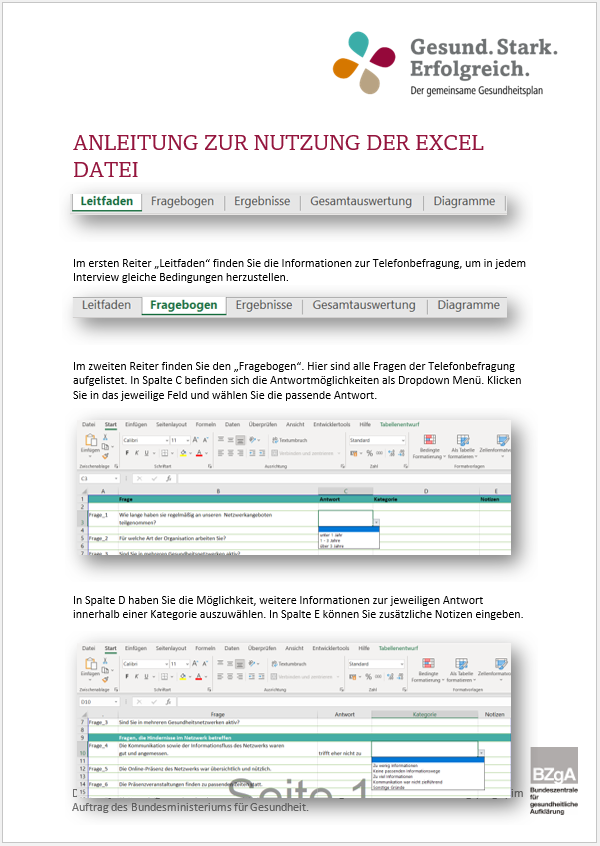 Gesund. Stark.
Erfolgreich.
Der gemeinsame Gesundheitsplan
ANLEITUNG ZUR NUTZUNG DER EXCEL
DATEI
Leitfaden Fragebogen Ergebnisse Gesamtauswertung Diagramme
Im ersten Reiter „Leitfaden“ finden Sie die Informationen zur Telefonbefragung, um in jedem
Interview gleiche Bedingungen herzustellen.
Leitfaden Fragebogen Ergebnisse Gesamtauswertung Diagramme
Im zweiten Reiter finden Sie den „Fragebogen“. Hier sind alle Fragen der Telefonbefragung
aufgelistet. In Spalte C befinden sich die Antwortmöglichkeiten als Dropdown Menü. Klicken
Sie in das jeweilige Feld und wählen Sie die passende Antwort.
Datei Start Einfügen Seitenlayout Formeln Daten Überprüfen Ansicht Entwicklertools Hilfe Tabellenentwurf
Calibri 11 Textumbruch Standard
Einfügen Verbinden und zentrieren Bedingte Formatierung Als Tabelle formatieren Zellenformat
Zwischenablage Schriftart Ausrichtung Zahl Formatvorlagen
C3
A B C D E
1 Frage Antwort Kategorie Notizen
2
3 Frage_1 Wie lange haben sie regelmäßig an unseren Netzwerkangeboten
teilgenommen?
4 unter 1 Jahr
5 Frage_2 Für welche Art der Organisation arbeiten Sie? 1 - 3 Jahre
6 über 3 Jahre
7 Frage_3 Sind Sie in mehreren Gesundheitsnetzwerken aktiv?
In Spalte D haben Sie die Möglichkeit, weitere Informationen zur jeweiligen Antwort
innerhalb einer Kategorie auszuwählen. In Spalte E können Sie zusätzliche Notizen eingeben.
Datei Start Einfügen Seitenlayout Formeln Daten Überprüfen Ansicht Entwicklertools Hilfe Tabellenentwurf
Calibri 11 Textumbruch Standard
Einfügen Verbinden und zentrieren Bedingte Formatierung Als Tabelle formatieren Zellenformat
Zwischenablage Schriftart Ausrichtung Zahl Formatvorlagen
D10
Frage Antwort Kategorie Notizen
7 Frage_3 Sind Sie in mehreren Gesundheitsnetzwerken aktiv?
8
9 Fragen, die Hindernisse im Netzwerk betreffen
10 Frage_4 Die Kommunikation sowie der Informationsfluss des Netzwerks waren
gut und angemessen. trifft eher nicht zu
11 Zu wenig Informationen
12 Frage_5 Die Online-Präsenz des Netzwerks war übersichtlich und nützlich. Keine passenden Informationswege
13 Zu viel Informationen
14 Frage_6 Die Präsenzveranstaltungen finden zu passenden Zeiten statt. Kommunikation war nicht zielführend
15 Sonstige Gründe
Seite 1
im
Auftrag des Bundesministeriums für Gesundheit.
BZgA
Bundeszentrale
für
gesundheitliche
Aufklärung